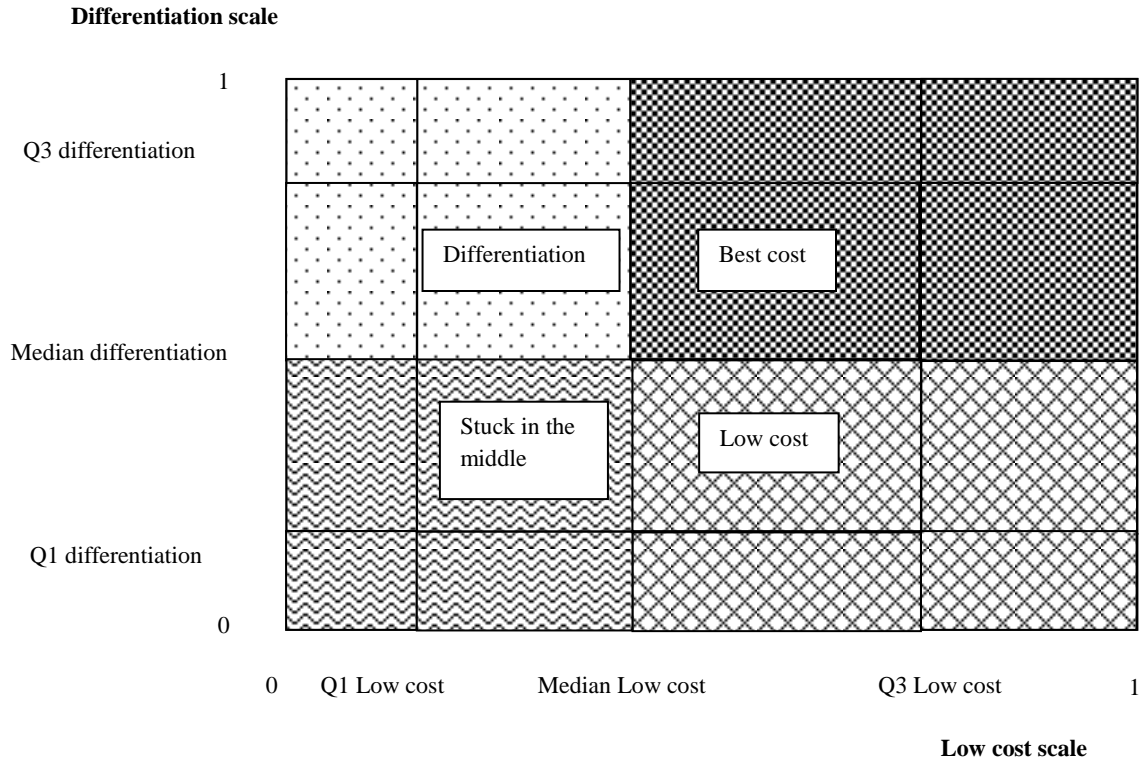 Differentiation scale
1
Q3 differentiation
Differentiation
Best cost
Median differentiation
Stuck in the
middle
Low cost
Q1 differentiation
0
0 Q1 Low cost Median Low cost Q3 Low cost 1
Low cost scale